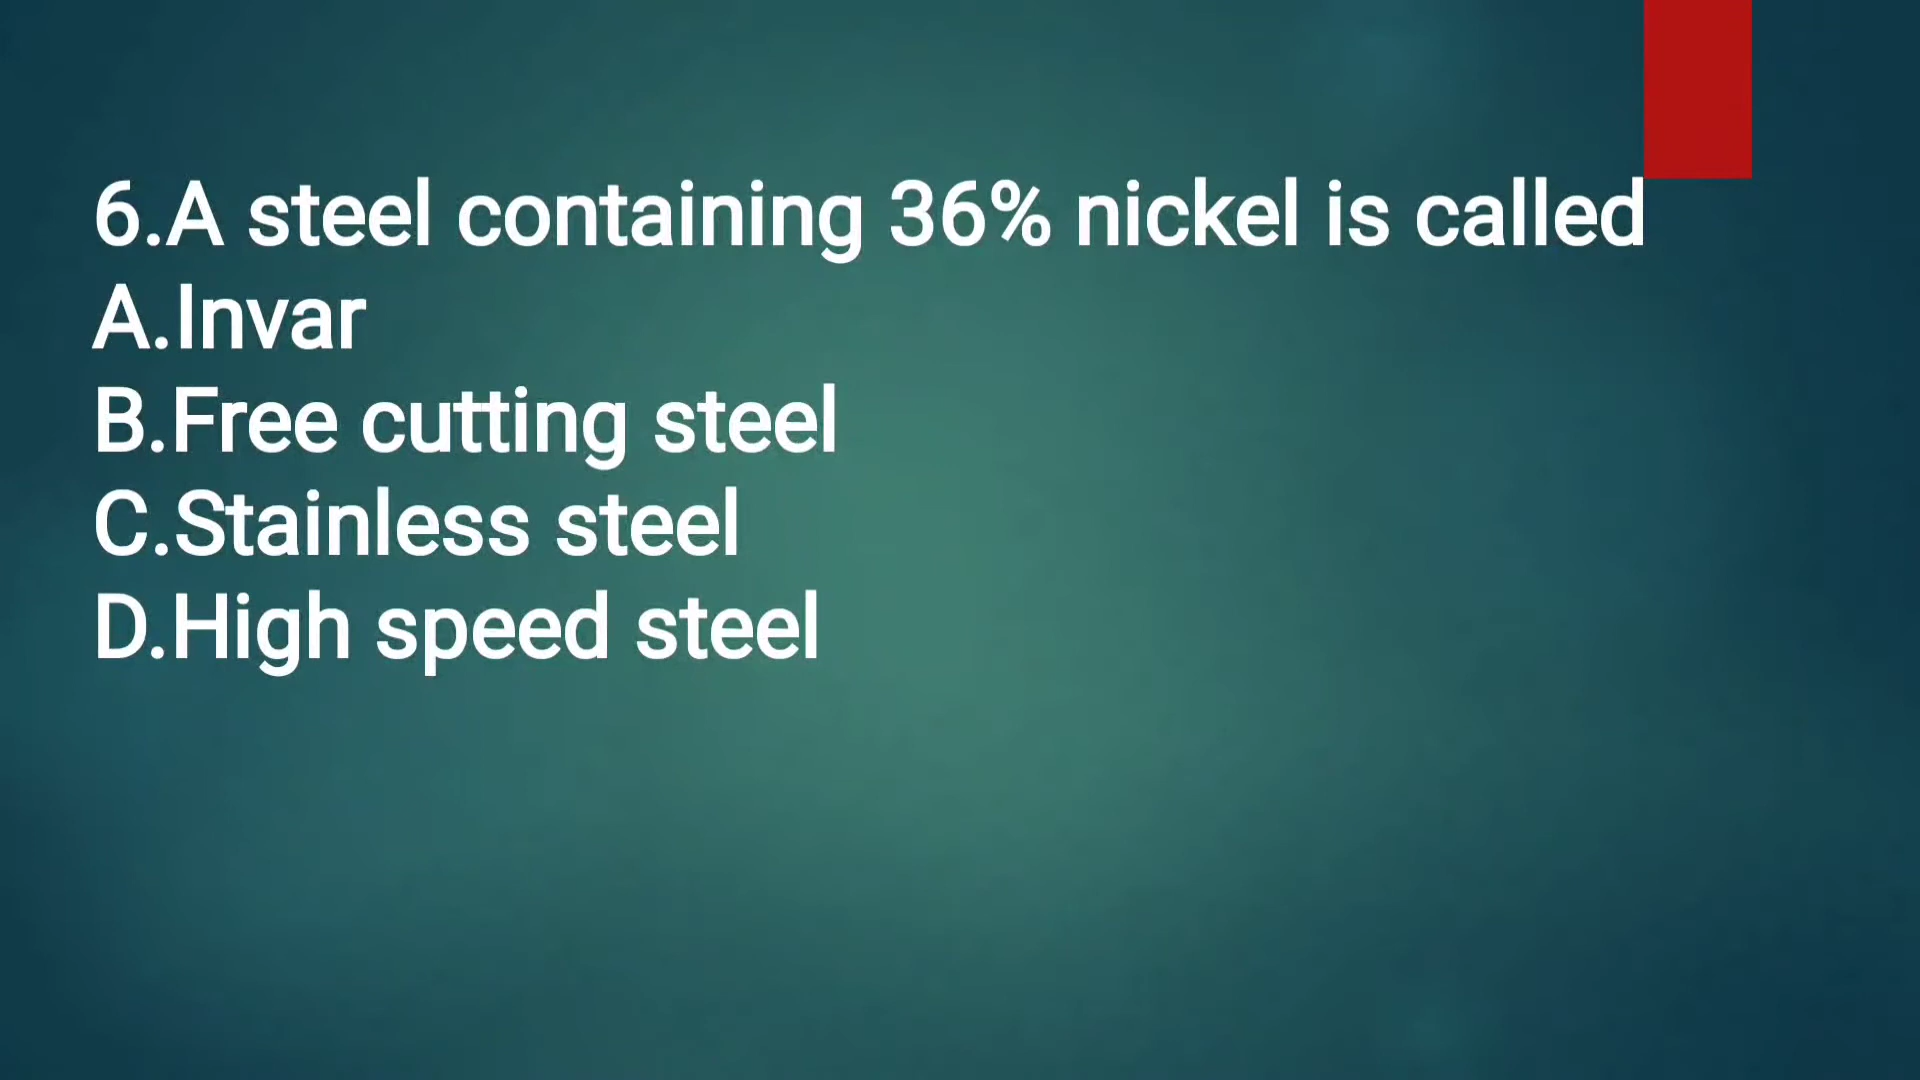 6.A steel containing 36% nickel is called
A.Invar
B.Free cutting steel
C.Stainless steel
D.High speed steel